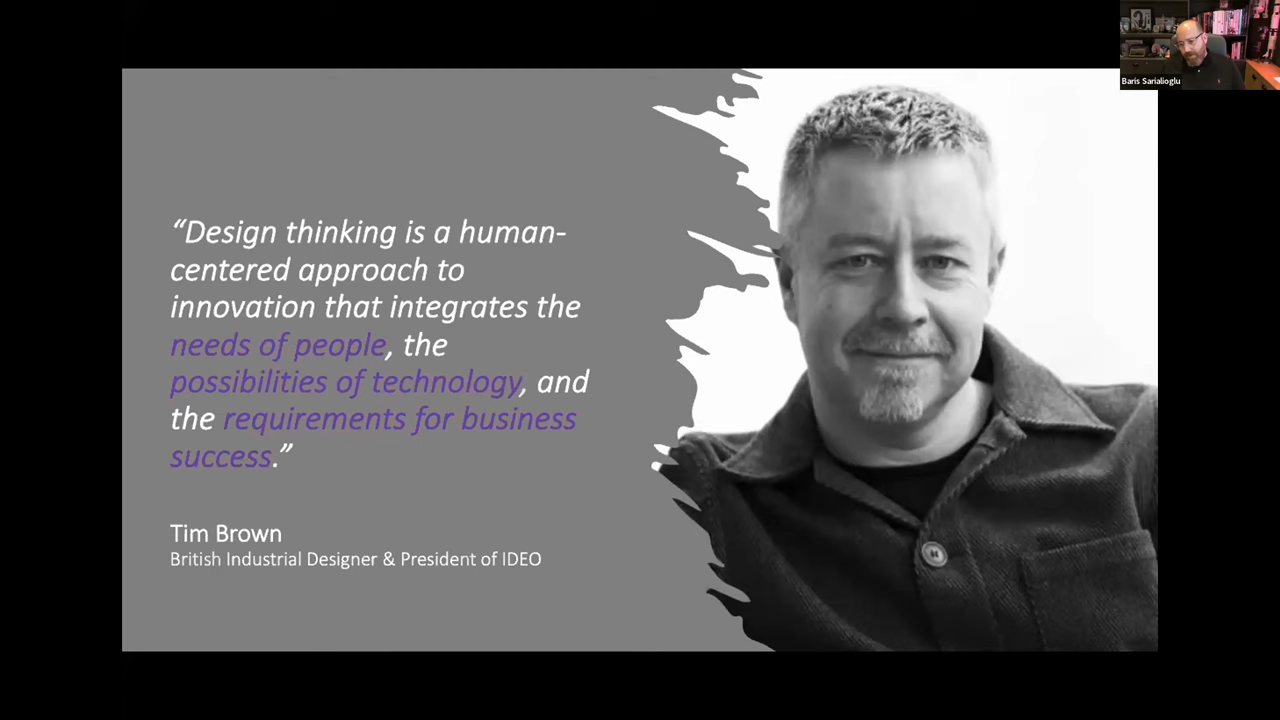 “Design thinking is a human-
centered approach to
innovation that integrates the
needs of people, the
possibilities of technology, and
the requirements for business
success.”
Tim Brown
British Industrial Designer & President of IDEO
Baris Sarialioglu